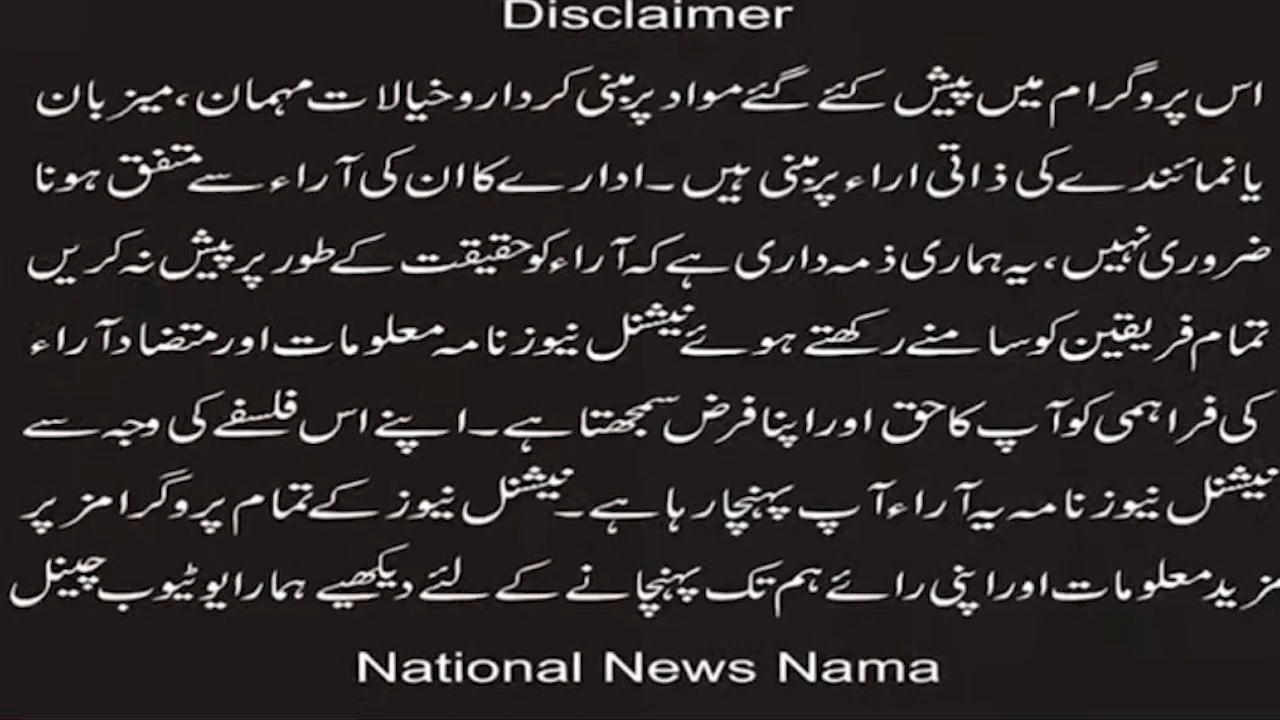 Disclaimer
اس پروگرام میں پیش کئے گئے مواد پر مبنی کردار و خیالات مہمان، میزبان
یا نمائندے کی ذاتی اراء پر مبنی ہیں ۔ ادارے کا ان کی آراء سے متفق ہونا
ضروری نہیں، یہ ہماری ذمہ داری ہے کہ آراء کو حقیقت کے طور پر پیش نہ کریں
تمام فریقین کو سامنے رکھتے ہوئے نیشنل نیوز نامہ معلومات اور متضاد آراء
کی فراہمی کو آپ کا حق اور اپنا فرض سمجھتا ہے ۔ اپنے اس فلسفے کی وجہ سے
نیشنل نیوز نامہ یہ آراء آپ پہنچا رہا ہے ۔ نیشنل نیوز کے تمام پروگرامز پر
مزید معلومات اور اپنی رائے ہم تک پہنچانے کے لئے دیکھیے ہمارا یوٹیوب چینل
National News Nama